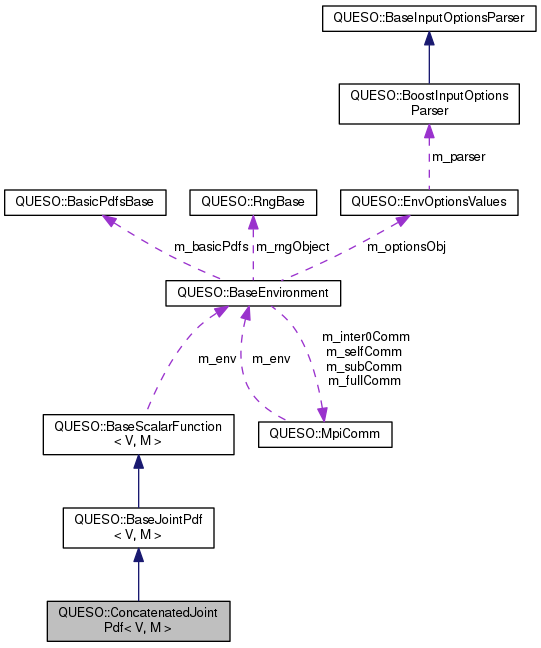 QUESO::BaseInputOptionsParser
QUESO::BoostInputOptions
Parser
m_parser
QUESO::BasicPdfsBase
QUESO::RngBase
QUESO::EnvOptionsValues
m_basicPdfs
m_rngObject
m_optionsObj
QUESO::BaseEnvironment
m_env
m_env
m_inter0Comm
m_selfComm
m_subComm
m_fullComm
QUESO::BaseScalarFunction
< V, M >
QUESO::MpiComm
QUESO::BaseJointPdf
< V, M >
QUESO::ConcatenatedJoint
Pdf< V, M >